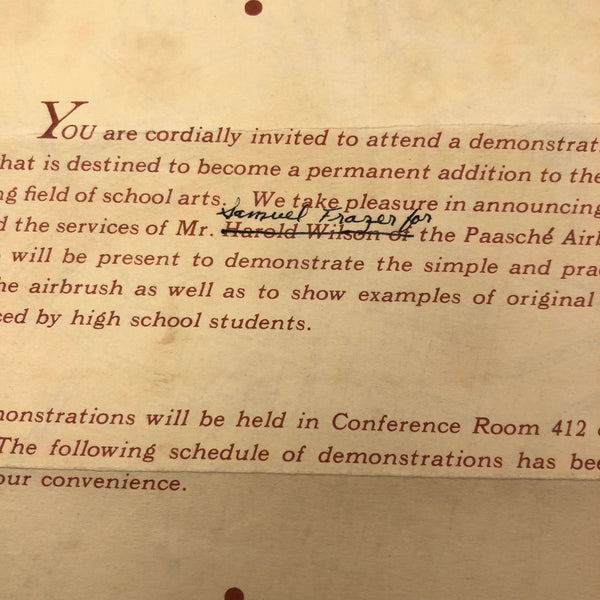 You are cordially invited to attend a demonstrati
hat is destined to become a permanent addition to the
ng field of school arts. We take pleasure in announcing
Samuel Frazer for
d the services of Mr. Harold Wilson of the Paasché Airb
will be present to demonstrate the simple and prac
he airbrush as well as to show examples of original
ced by high school students.
monstrations will be held in Conference Room 412
The following schedule of demonstrations has bee
our convenience.